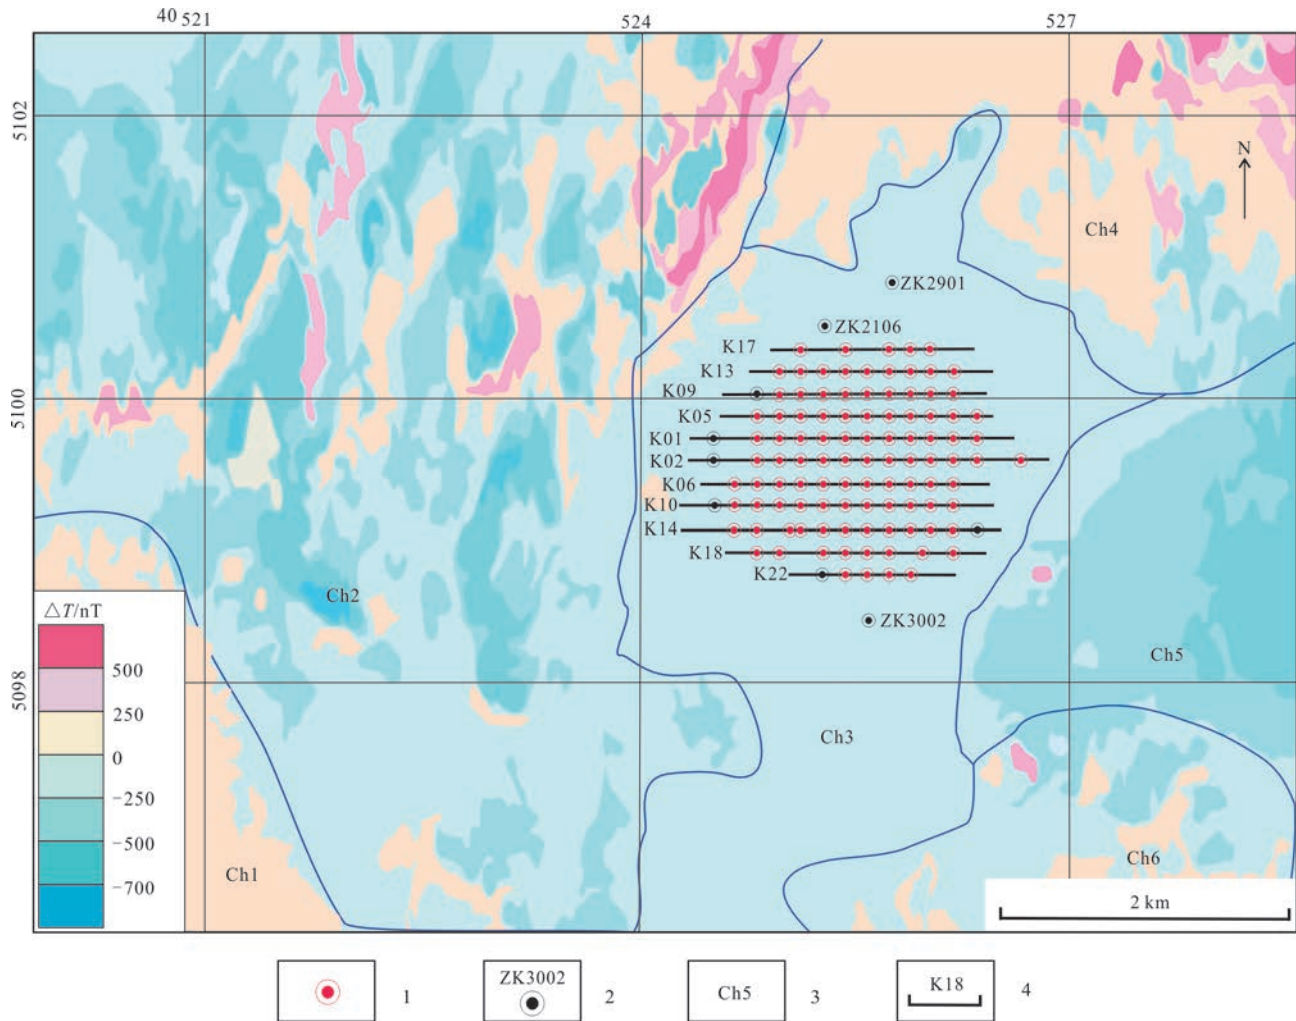 40 521 524 527
5102
N
Ch4
ZK2901
ZK2106
K17
K13
K09
5100
K05
K01
K02
K06
K10
K14
K18
K22
Ch2
△T/nT
ZK3002
500
Ch5
5098
250
Ch3
0
−250
−500
Ch6
Ch1
−700
2 km
1
ZK3002
2
Ch5
3
K18
4